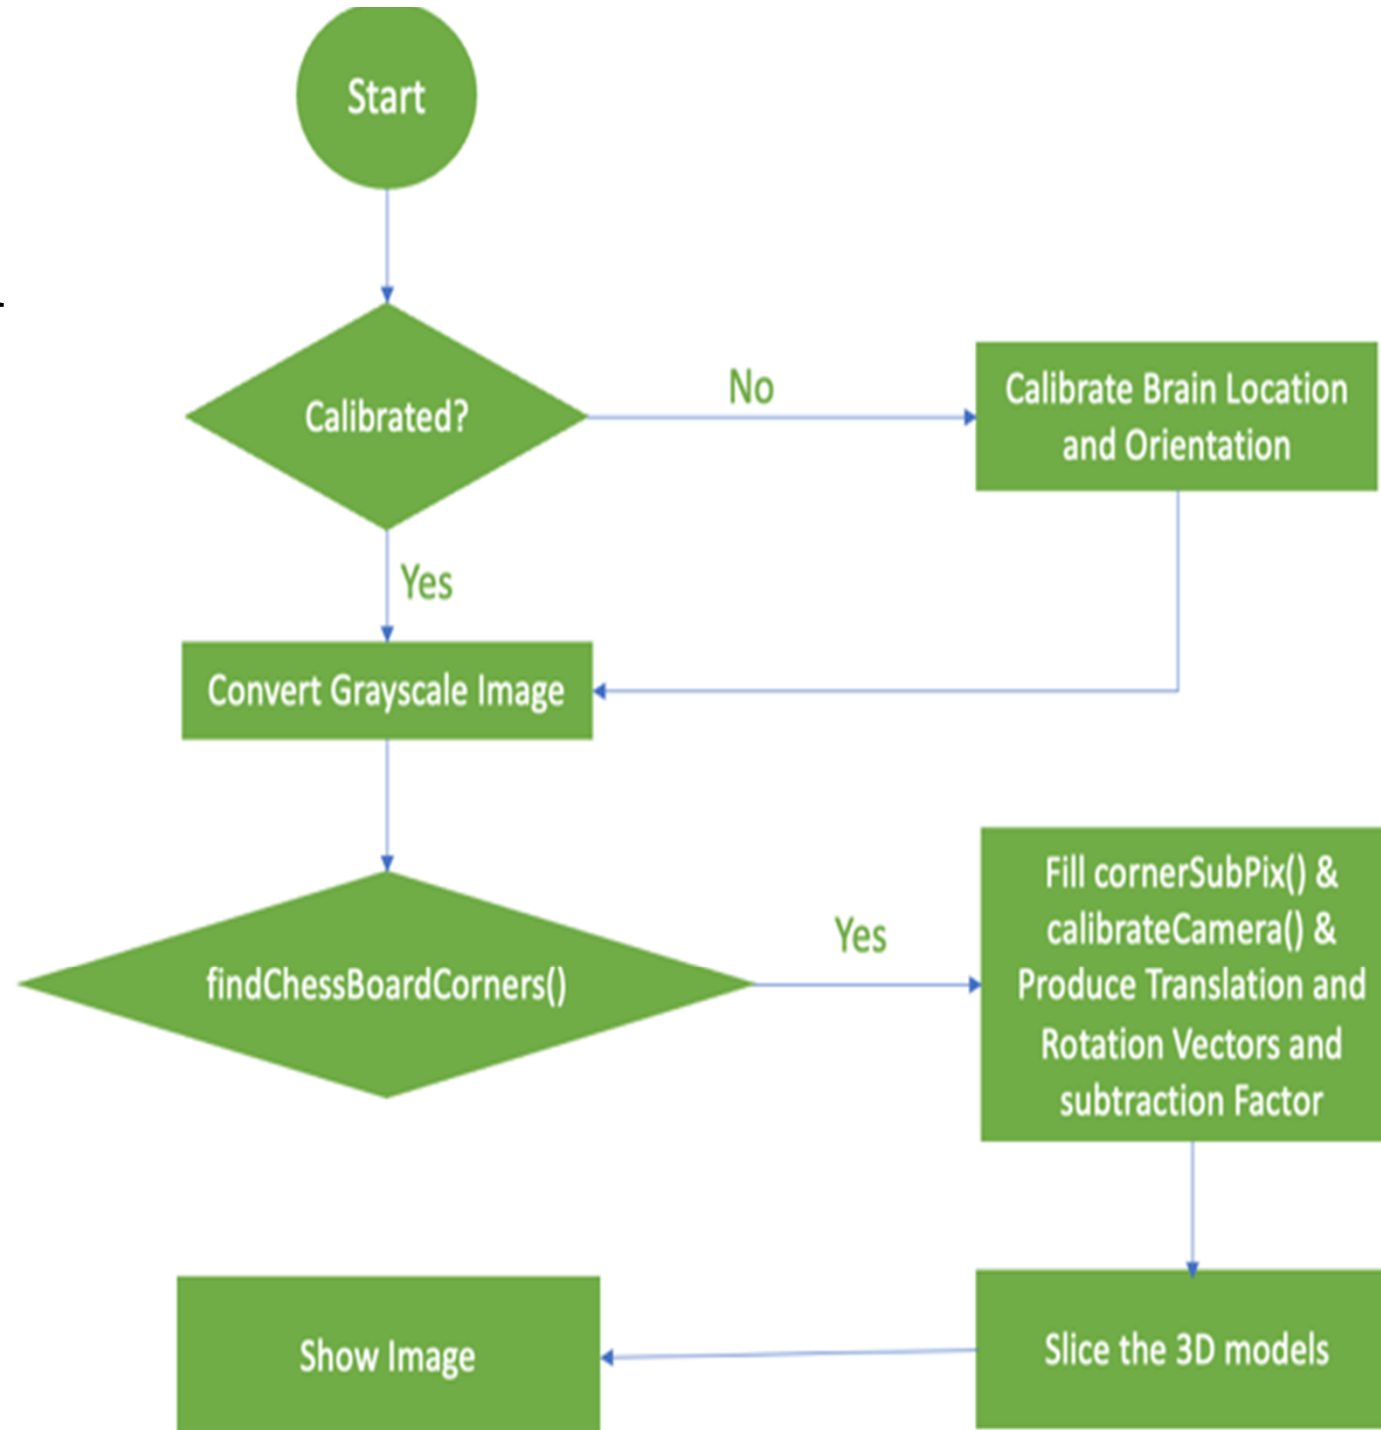 Start
Calibrated?
No
Calibrate Brain Location
and Orientation
Yes
Convert Grayscale Image
findChessBoardCorners()
Yes
Fill cornerSubPix() &
calibrateCamera() &
Produce Translation and
Rotation Vectors and
subtraction Factor
Slice the 3D models
Show Image